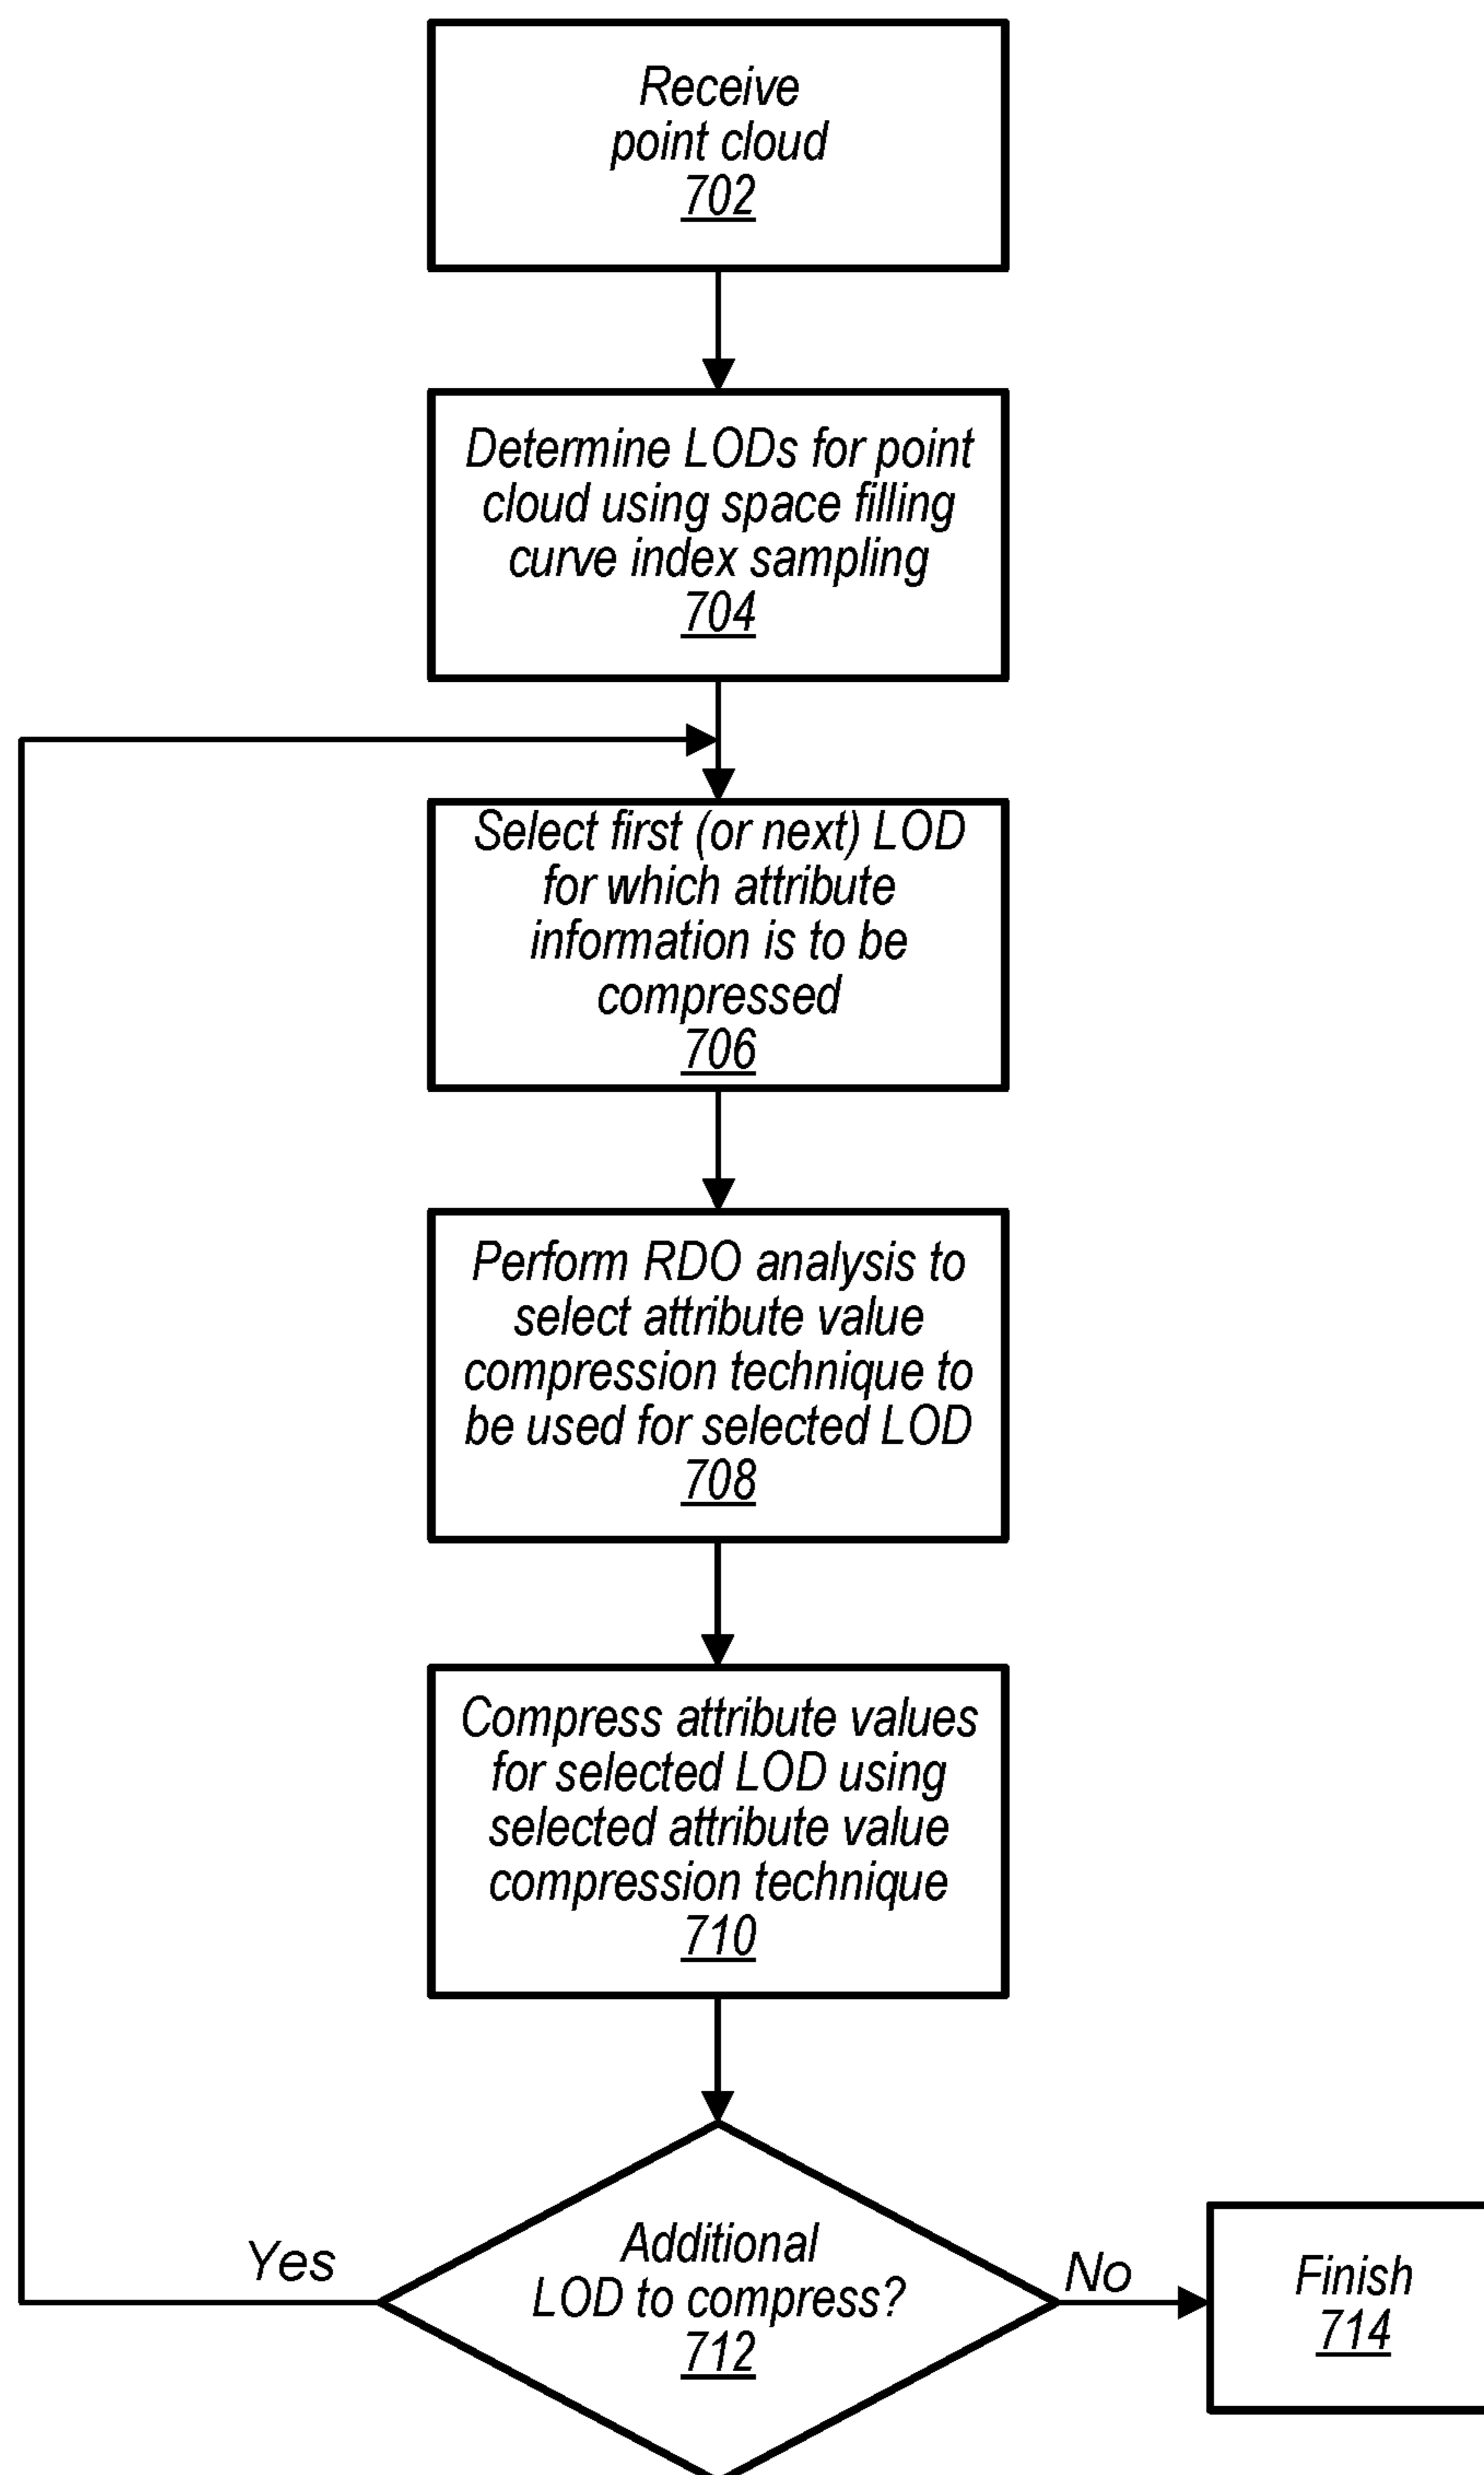 Receive
point cloud
702
Determine LODs for point
cloud using space filling
curve index sampling
704
Select first (or next) LOD
for which attribute
information is to be
compressed
706
Perform RDO analysis to
select attribute value
compression technique to
be used for selected LOD
708
Compress attribute values
for selected LOD using
selected attribute value
compression technique
710
Yes
Additional
LOD to compress?
712
No
Finish
714